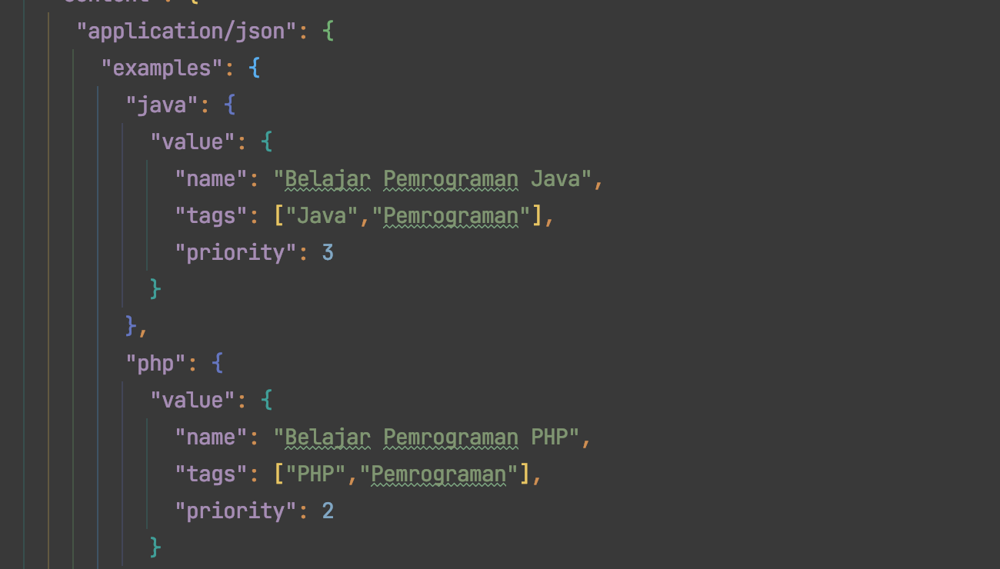 "application/json": {
"examples": {
"java": {
"value": {
"name": "Belajar Pemrograman Java",
"tags": ["Java","Pemrograman"],
"priority": 3
}
},
"php": {
"value": {
"name": "Belajar Pemrograman PHP",
"tags": ["PHP","Pemrograman"],
"priority": 2
}